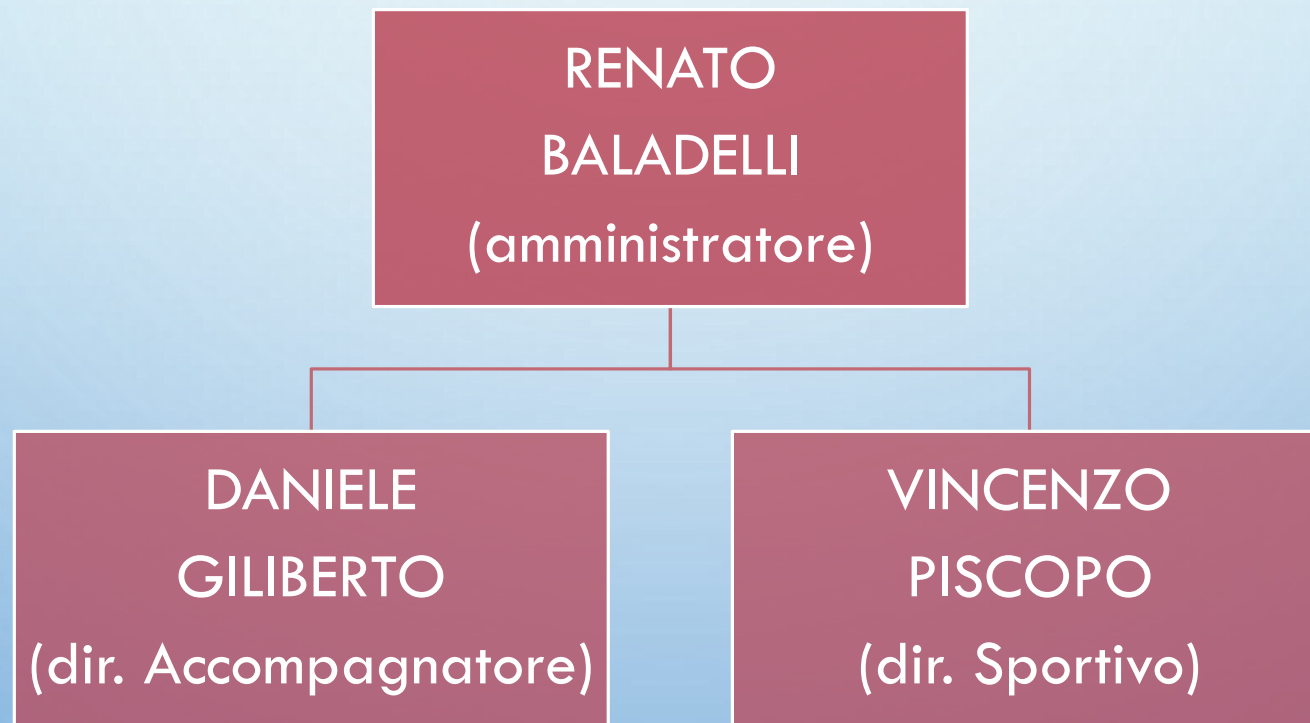 RENATO
BALADELLI
(amministratore)
DANIELE
GILIBERTO
(dir. Accompagnatore)
VINCENZO
PISCOPO
(dir. Sportivo)